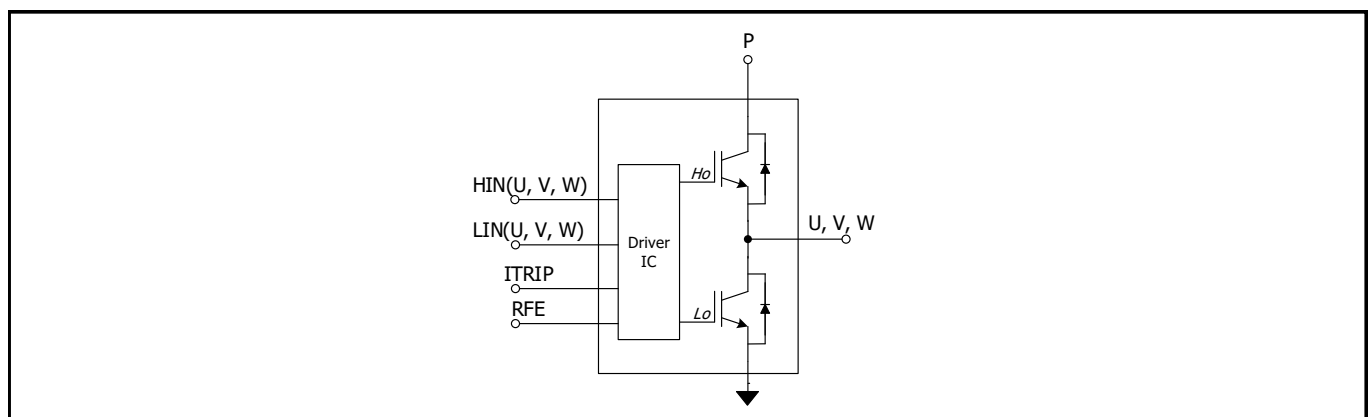 P
HIN(U, V, W)
Ho
LIN(U, V, W)
U, V, W
Driver
IC
ITRIP
RFE
Lo